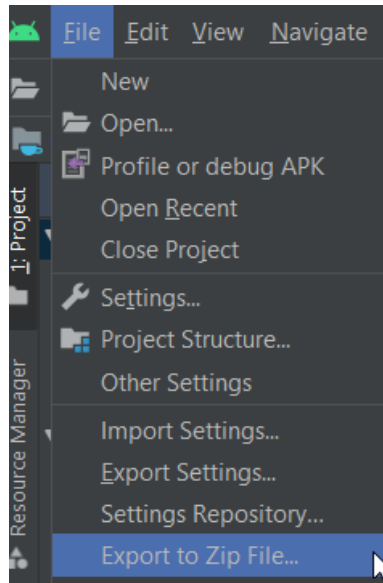 File Edit View Navigate
New
Open...
Profile or debug APK
Open Recent
Close Project
Settings...
Project Structure...
Other Settings
Import Settings...
Export Settings...
Settings Repository...
Export to Zip File...
1: Project
Resource Manager